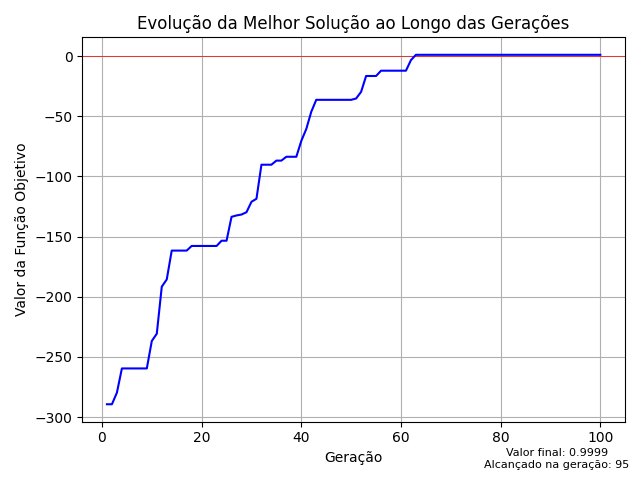 Evolução da Melhor Solução ao Longo das Gerações
Valor da Função Objetivo
0
−50
−100
−150
−200
−250
−300
0 20 40 60 80 100
Geração
Valor final: 0.9999
Alcançado na geração: 95